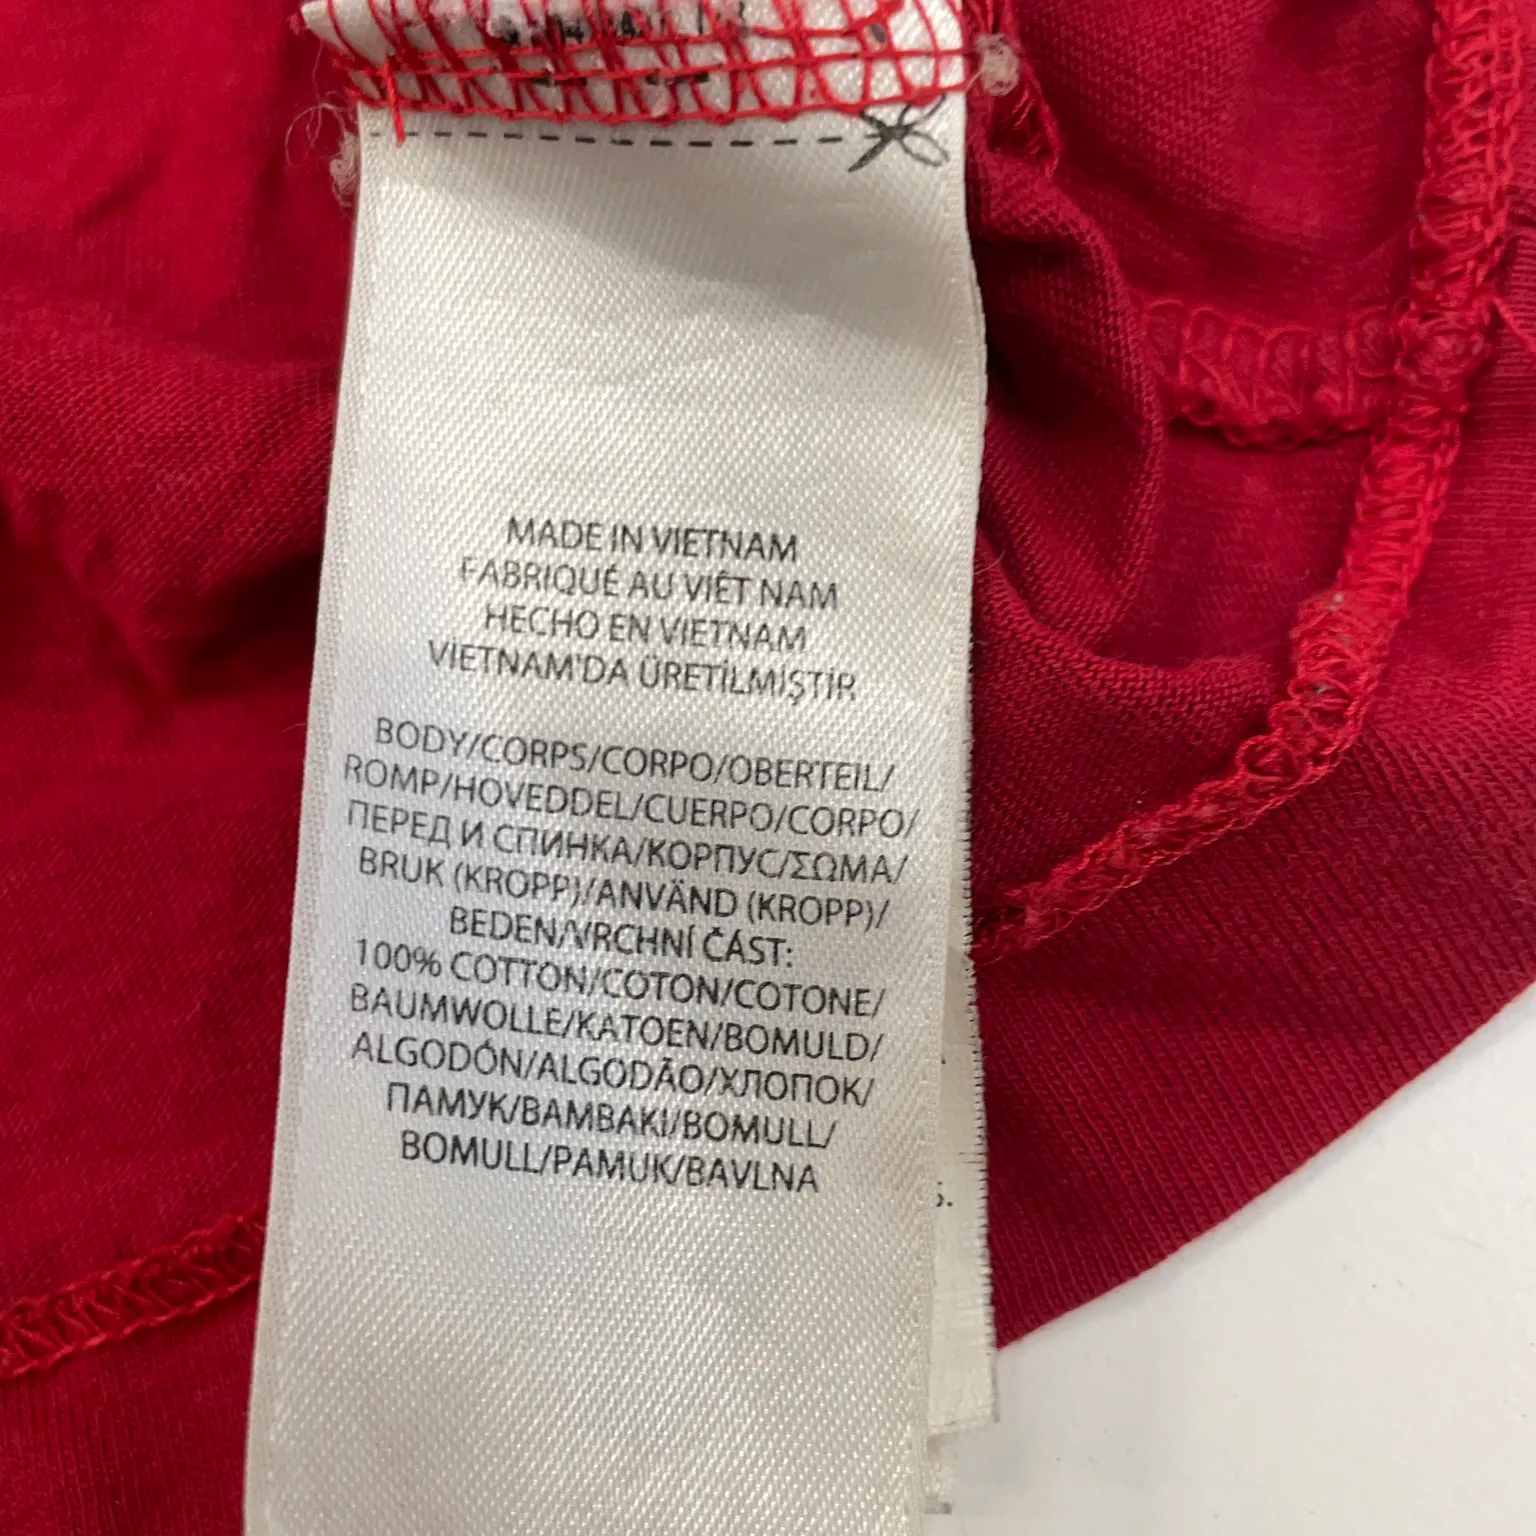 MADE IN VIETNAM
FABRIQUÉ AU VIÊT NAM
HECHO EN VIETNAM
VIETNAM'DA ÜRETİLMİŞTİR
BODY/CORPS/CORPO/OBERTEIL/
ROMP/HOVEDDEL/CUERPO/CORPO/
ПЕРЕД И СПИНКА/КОРПУС/ΣΩΜΑ/
BRUK (KROPP)/ANVÄND (KROPP)/
BEDEN/VRCHNÍ ČÁST:
100% COTTON/COTON/COTONE/
BAUMWOLLE/KATOEN/BOMULD/
ALGODÓN/ALGODÃO/ХЛОПОК/
ПАМУК/BAMBAKI/BOMULL/
BOMULL/PAMUK/BAVLNA